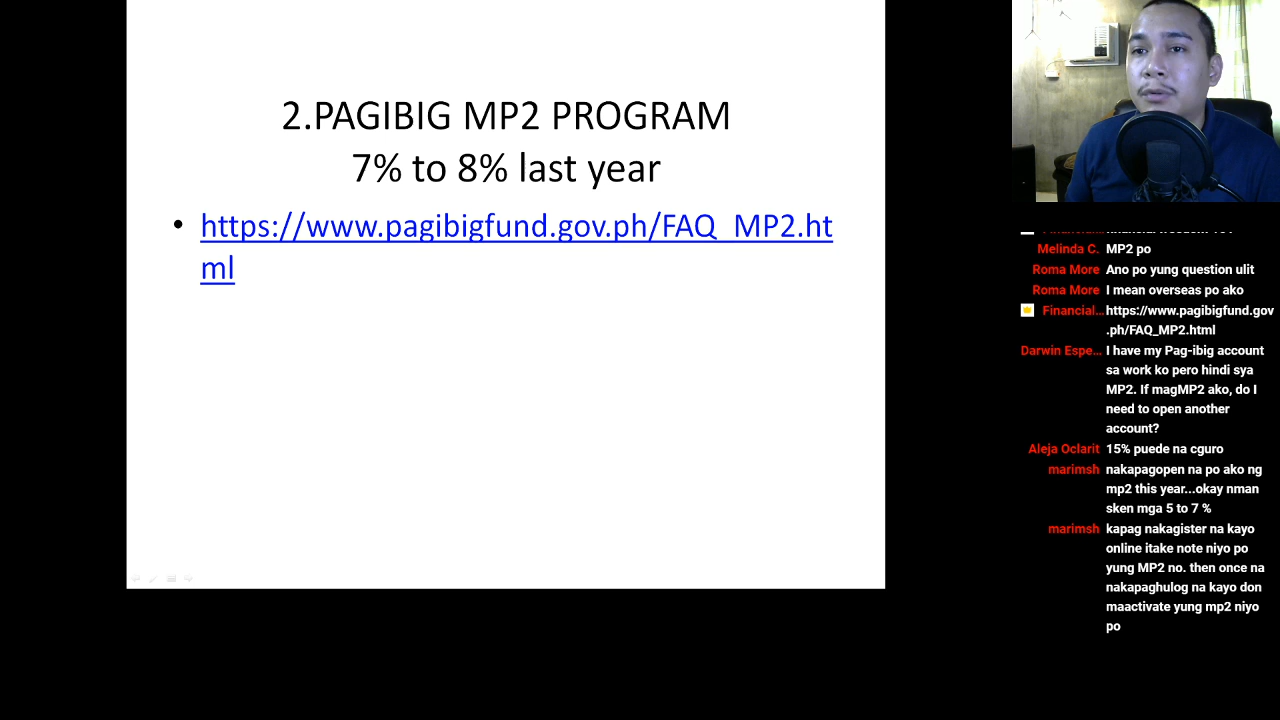 2.PAGIBIG MP2 PROGRAM
7% to 8% last year
• https://www.pagibigfund.gov.ph/FAQ_MP2.ht
ml
Melinda C. MP2 po
Roma More Ano po yung question ulit
Roma More I mean overseas po ako
Financial... https://www.pagibigfund.gov
.ph/FAQ_MP2.html
Darwin Espe... I have my Pag-ibig account
sa work ko pero hindi sya
MP2. If magMP2 ako, do I
need to open another
account?
Aleja Oclarit 15% puede na cguro
marimsh nakapagopen na po ako ng
mp2 this year...okay nman
sken mga 5 to 7 %
marimsh kapag nakagister na kayo
online itake note niyo po
yung MP2 no. then once na
nakapaghulog na kayo don
maactivate yung mp2 niyo
po